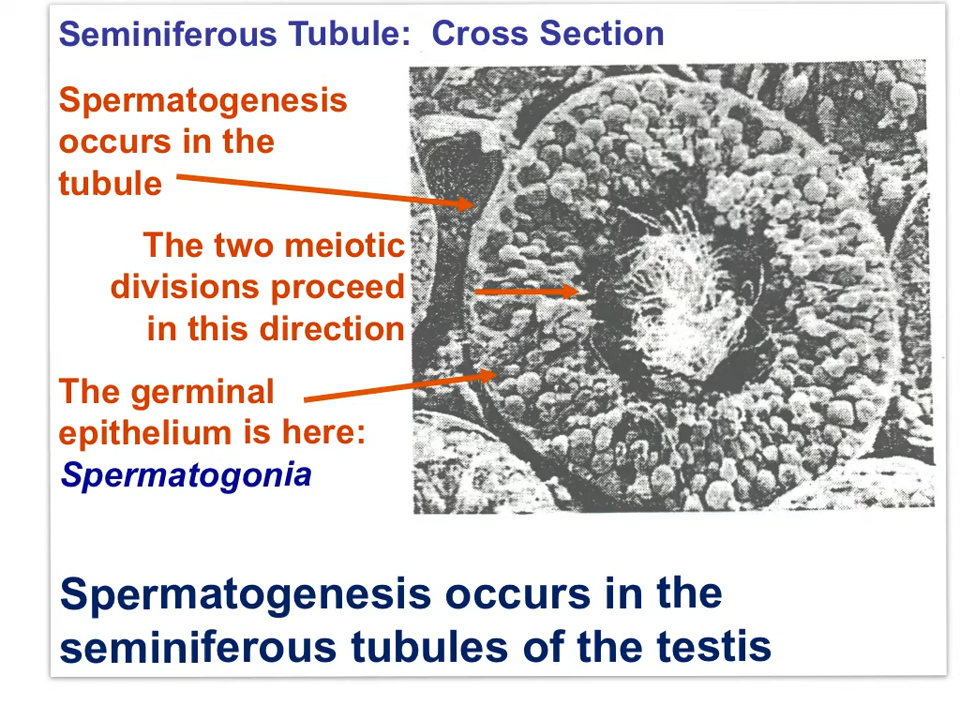 Seminiferous Tubule: Cross Section
Spermatogenesis
occurs in the
tubule
The two meiotic
divisions proceed
in this direction
The germinal
epithelium is here:
Spermatogonia
Spermatogenesis occurs in the
seminiferous tubules of the testis